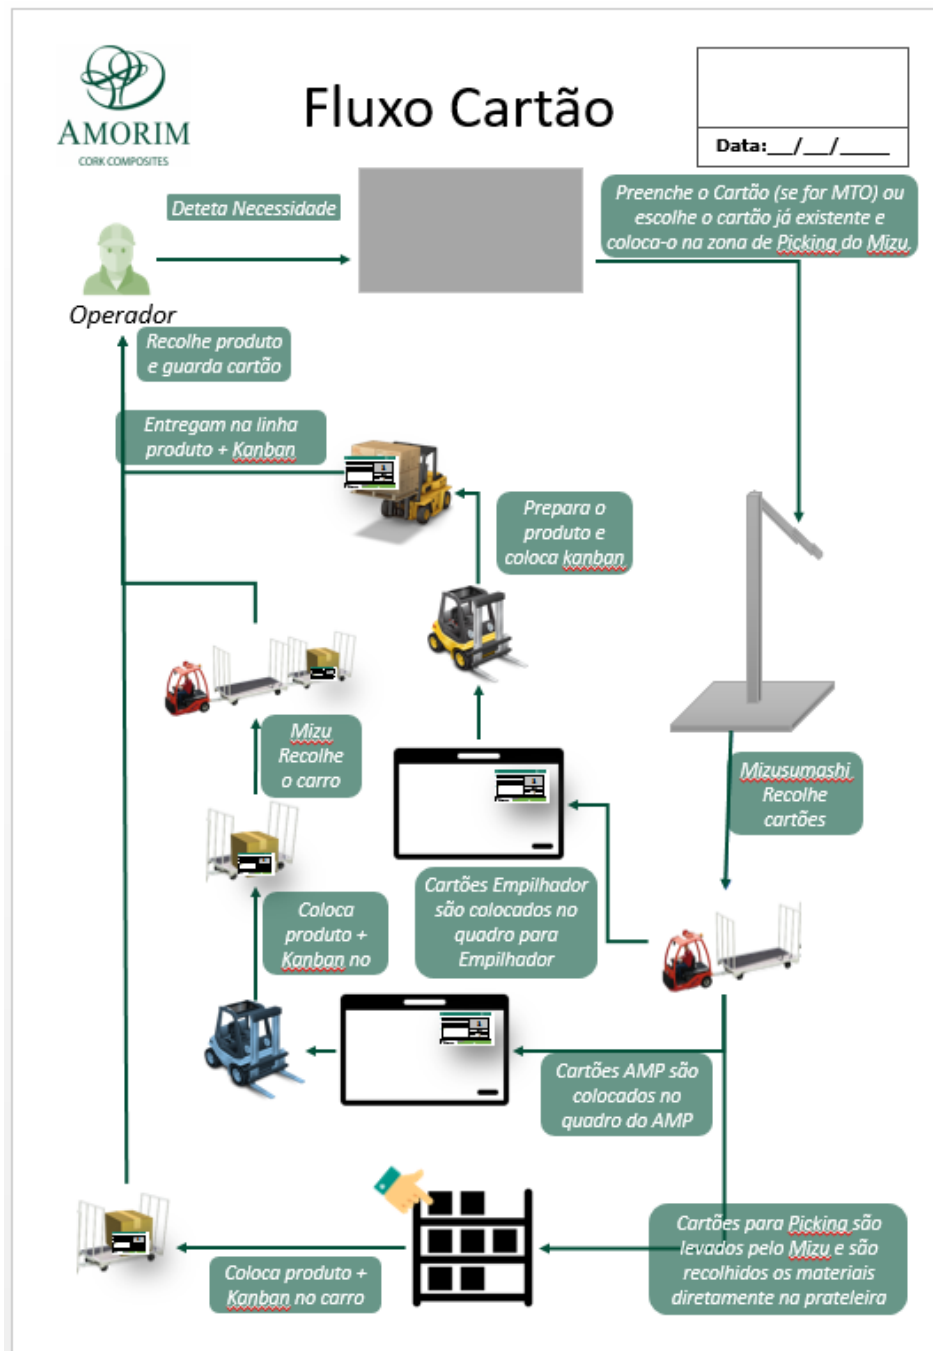 AMORIM
CORK COMPOSITES
Fluxo Cartão
Data:__/__/____
Deteta Necessidade
Preenche o Cartão (se for MTO) ou
escolhe o cartão já existente e
coloca-o na zona de Picking do Mizu.
Operador
Recolhe produto
e guarda cartão
Entregam na linha
produto + Kanban
Prepara o
produto e
coloca kanban
Mizu
Recolhe
o carro
Mizusumashi
Recolhe
cartões
Cartões Empilhador
são colocados no
quadro para
Empilhador
Coloca
produto +
Kanban no
Cartões AMP são
colocados no
quadro do AMP
Cartões para Picking são
levados pelo Mizu e são
recolhidos os materiais
diretamente na prateleira
Coloca produto +
Kanban no carro